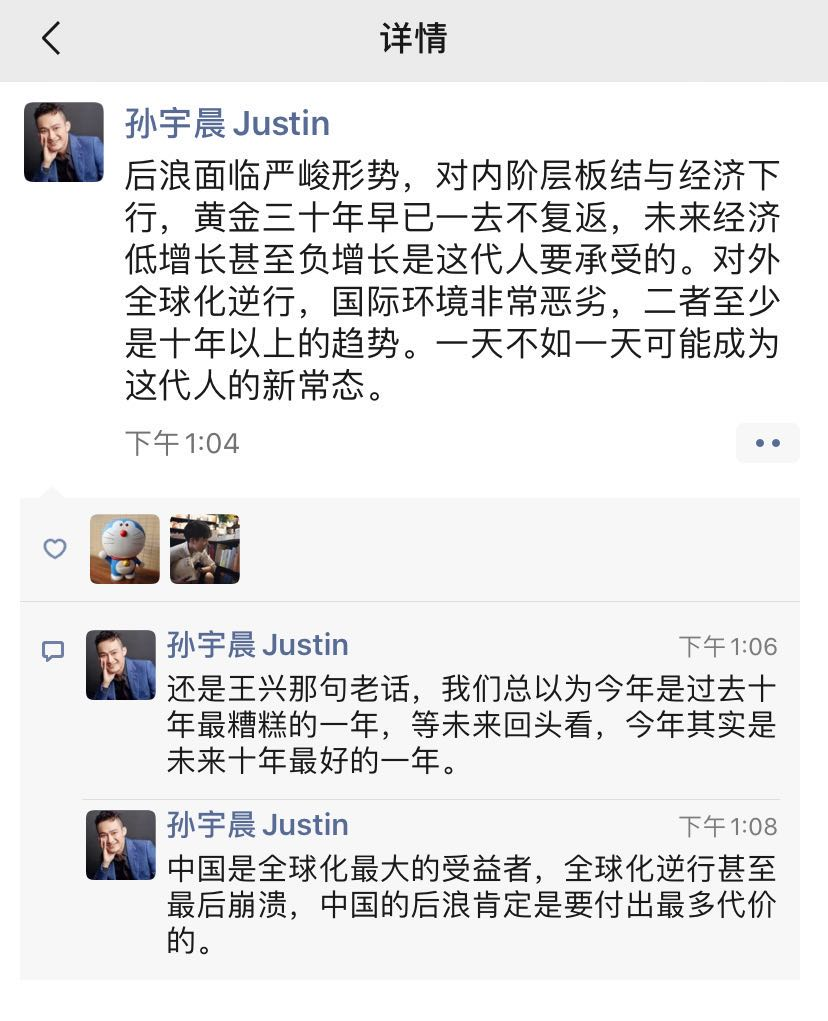 详情
孙宇晨 Justin
后浪面临严峻形势，对内阶层板结与经济下
行，黄金三十年早已一去不复返，未来经济
低增长甚至负增长是这代人要承受的。对外
全球化逆行，国际环境非常恶劣，二者至少
是十年以上的趋势。一天不如一天可能成为
这代人的新常态。
下午1:04
孙宇晨 Justin
下午1:06
还是王兴那句老话，我们总以为今年是过去十
年最糟糕的一年，等未来回头看，今年其实是
未来十年最好的一年。
孙宇晨 Justin
下午1:08
中国是全球化最大的受益者，全球化逆行甚至
最后崩溃，中国的后浪肯定是要付出最多代价
的。